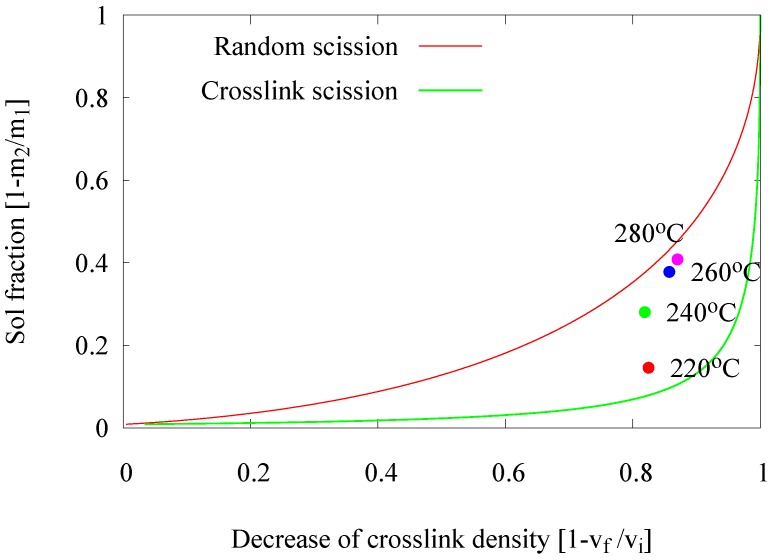 1
0.8
0.6
0.4
0.2
0
0
0.2
0.4
0.6
0.8
1
Sol fraction [1-m₂/m₁]
Decrease of crosslink density [1-v_f /v_i]
Random scission
Crosslink scission
280°C
260°C
240°C
220°C